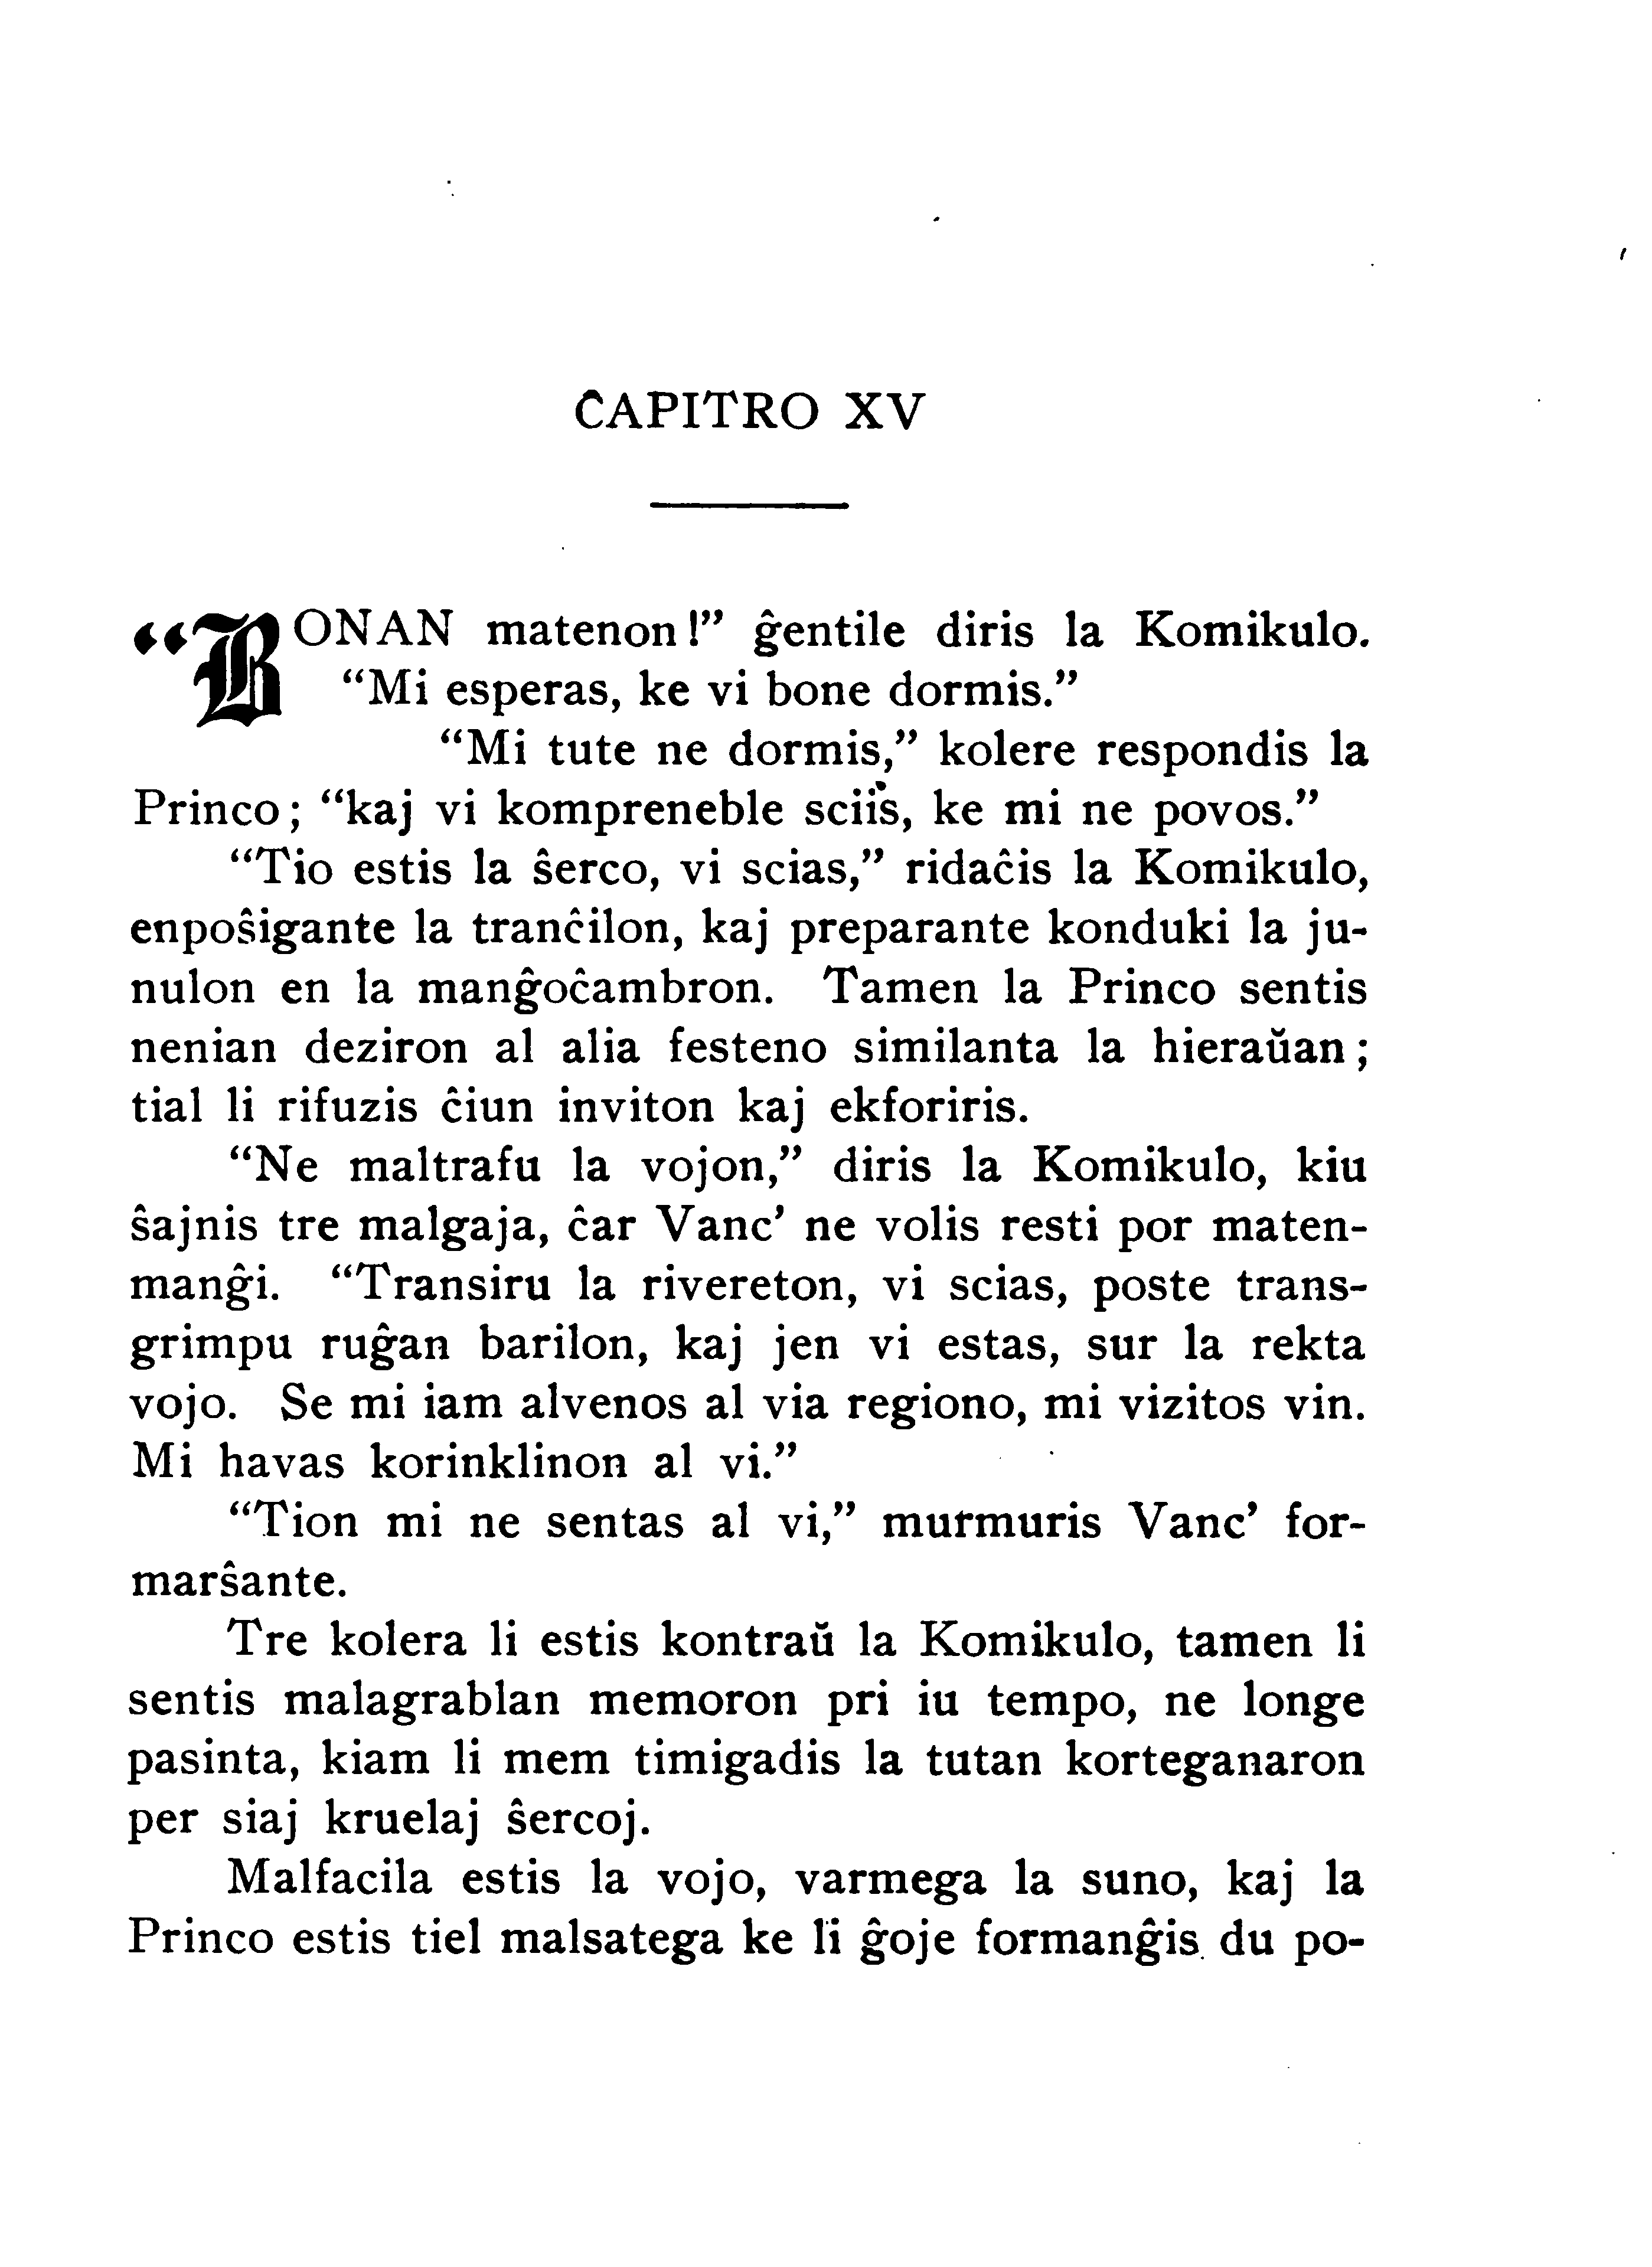 ĈAPITRO XV
“BONAN matenon!” ĝentile diris la Komikulo.
“Mi esperas, ke vi bone dormis.”
“Mi tute ne dormis,” kolere respondis la
Princo; “kaj vi kompreneble sciis, ke mi ne povos.”
“Tio estis la ŝerco, vi scias,” ridaĉis la Komikulo,
enpoŝigante la tranĉilon, kaj preparante konduki la ju-
nulon en la manĝoĉambron. Tamen la Princo sentis
nenian deziron al alia festeno similanta la hieraŭan;
tial li rifuzis ĉiun inviton kaj ekforiris.
“Ne maltrafu la vojon,” diris la Komikulo, kiu
ŝajnis tre malgaja, ĉar Vanc’ ne volis resti por maten-
manĝi. “Transiru la rivereton, vi scias, poste trans-
grimpu ruĝan barilon, kaj jen vi estas, sur la rekta
vojo. Se mi iam alvenos al via regiono, mi vizitos vin.
Mi havas korinklinon al vi.”
“Tion mi ne sentas al vi,” murmuris Vanc’ for-
marŝante.
Tre kolera li estis kontraŭ la Komikulo, tamen li
sentis malagrablan memoron pri iu tempo, ne longe
pasinta, kiam li mem timigadis la tutan korteganaron
per siaj kruelaj ŝercoj.
Malfacila estis la vojo, varmega la suno, kaj la
Princo estis tiel malsatega ke li ĝoje formanĝis du po-